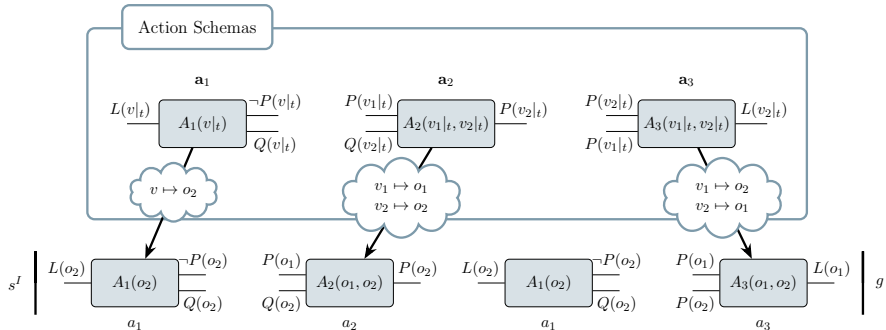 Action Schemas
a₁ a₂ a₃
L(v|ₜ) A₁(v|ₜ) ¬P(v|ₜ) Q(v|ₜ)
P(v₁|ₜ) Q(v₂|ₜ) A₂(v₁|ₜ, v₂|ₜ) P(v₂|ₜ)
P(v₂|ₜ) P(v₁|ₜ) A₃(v₁|ₜ, v₂|ₜ) L(v₂|ₜ)
v ↦ o₂
v₁ ↦ o₁
v₂ ↦ o₂
v₁ ↦ o₂
v₂ ↦ o₁
sᴵ
L(o₂) A₁(o₂) ¬P(o₂) Q(o₂)
a₁
P(o₁) Q(o₂) A₂(o₁, o₂) P(o₂)
a₂
L(o₂) A₁(o₂) ¬P(o₂) Q(o₂)
a₁
P(o₁) P(o₂) A₃(o₁, o₂) L(o₁)
a₃
g